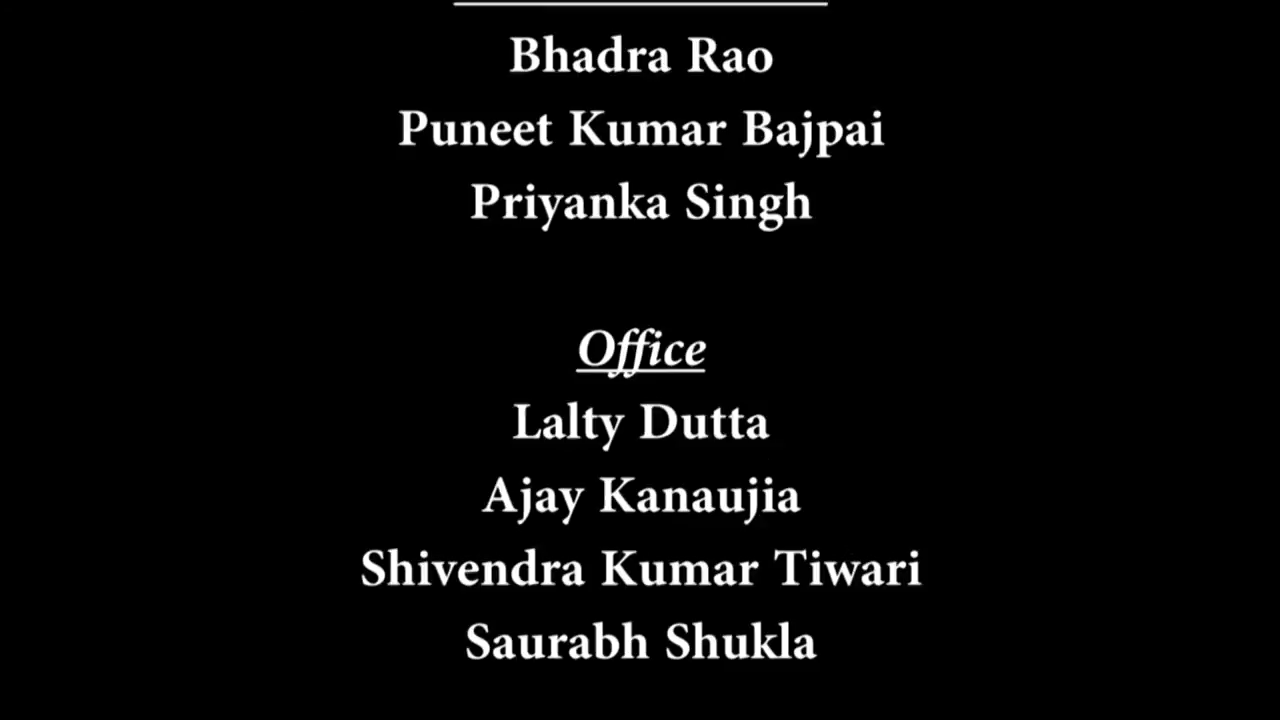 Bhadra Rao
Puneet Kumar Bajpai
Priyanka Singh
Office
Lalty Dutta
Ajay Kanaujia
Shivendra Kumar Tiwari
Saurabh Shukla